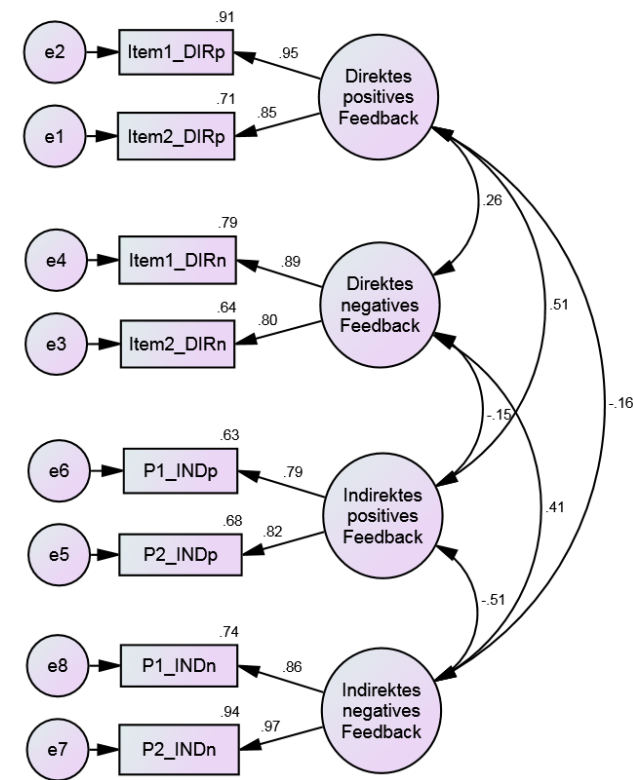 .91
e2
Item1_DIRp
.95
Direktes
positives
Feedback
.71
e1
Item2_DIRp
.85
.26
.79
e4
Item1_DIRn
.89
Direktes
negatives
Feedback
.64
e3
Item2_DIRn
.80
.51
-.16
-.15
.63
e6
P1_INDp
.79
Indirektes
positives
Feedback
.68
e5
P2_INDp
.82
.41
-.51
.74
e8
P1_INDn
.86
Indirektes
negatives
Feedback
.94
e7
P2_INDn
.97